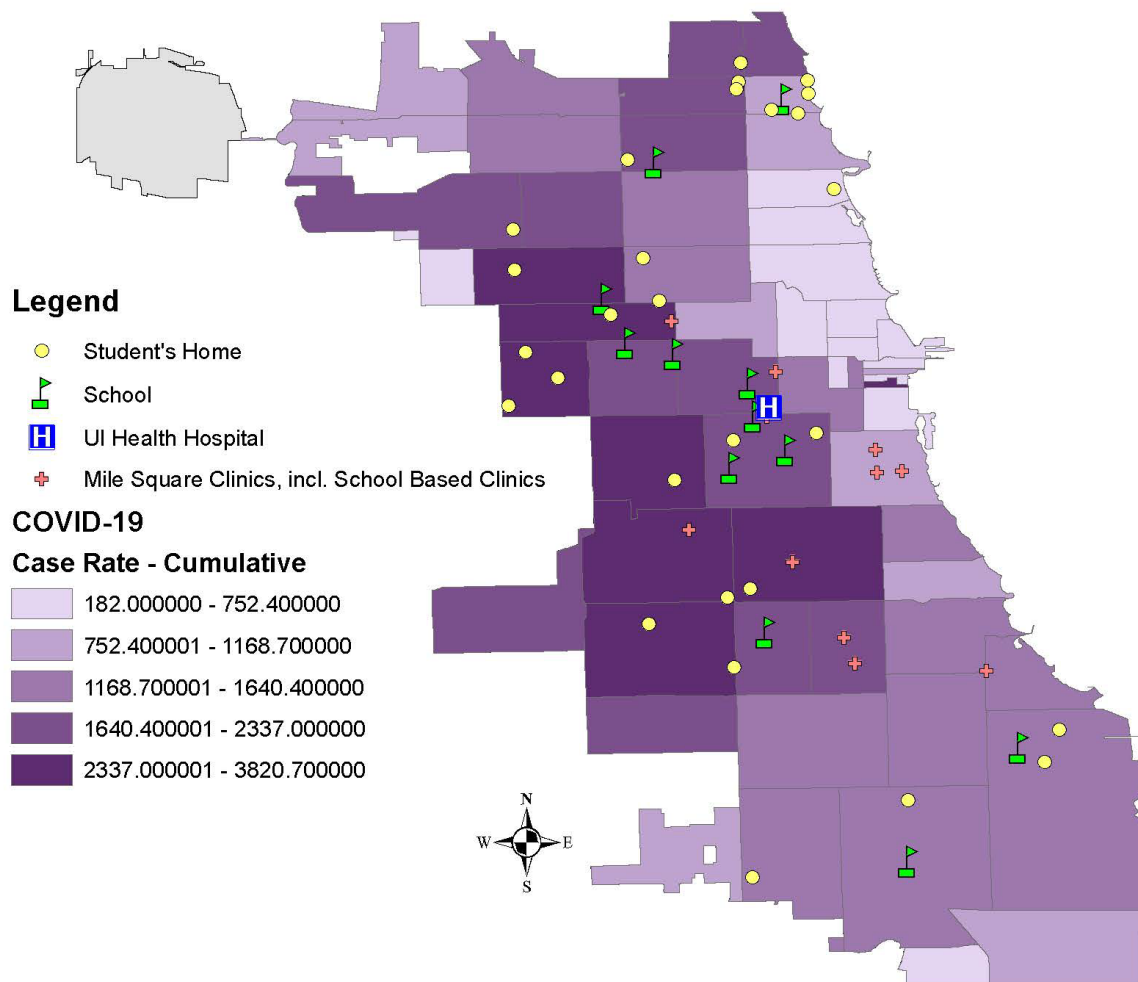 Legend
Student's Home
School
H UI Health Hospital
Mile Square Clinics, incl. School Based Clinics
COVID-19
Case Rate - Cumulative
182.000000 - 752.400000
752.400001 - 1168.700000
1168.700001 - 1640.400000
1640.400001 - 2337.000000
2337.000001 - 3820.700000
H
N
W E
S